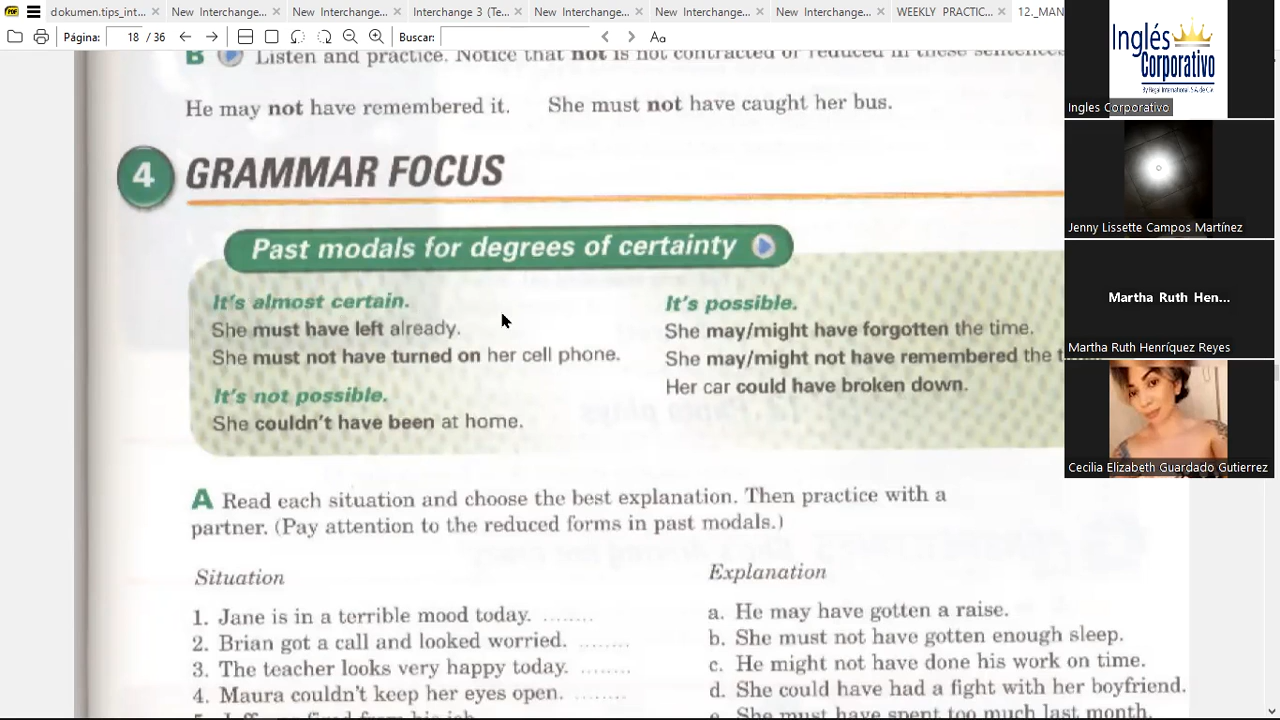 dokumen.tips_int... × New Interchange... × New Interchange... × Interchange 3 (Te... × New Interchange... × New Interchange... × New Interchange... × WEEKLY PRACTIC... × 12._MAN
Página: 18 / 36 Buscar: Aa
B Listen and practice. Notice that not is not contracted or reduced in these sentences
He may not have remembered it. She must not have caught her bus.
4 GRAMMAR FOCUS
Past modals for degrees of certainty
It's almost certain.
She must have left already.
She must not have turned on her cell phone.
It's not possible.
She couldn't have been at home.
It's possible.
She may/might have forgotten the time.
She may/might not have remembered the t
Her car could have broken down.
A Read each situation and choose the best explanation. Then practice with a
partner. (Pay attention to the reduced forms in past modals.)
Situation
1. Jane is in a terrible mood today. ........
2. Brian got a call and looked worried. ........
3. The teacher looks very happy today. ........
4. Maura couldn't keep her eyes open. ........
Explanation
a. He may have gotten a raise.
b. She must not have gotten enough sleep.
c. He might not have done his work on time.
d. She could have had a fight with her boyfriend.
e. She must have spent too much last month.
Inglés
Corporativo
Ingles Corporativo
Jenny Lissette Campos Martínez
Martha Ruth Hen...
Martha Ruth Henríquez Reyes
Cecilia Elizabeth Guardado Gutierrez